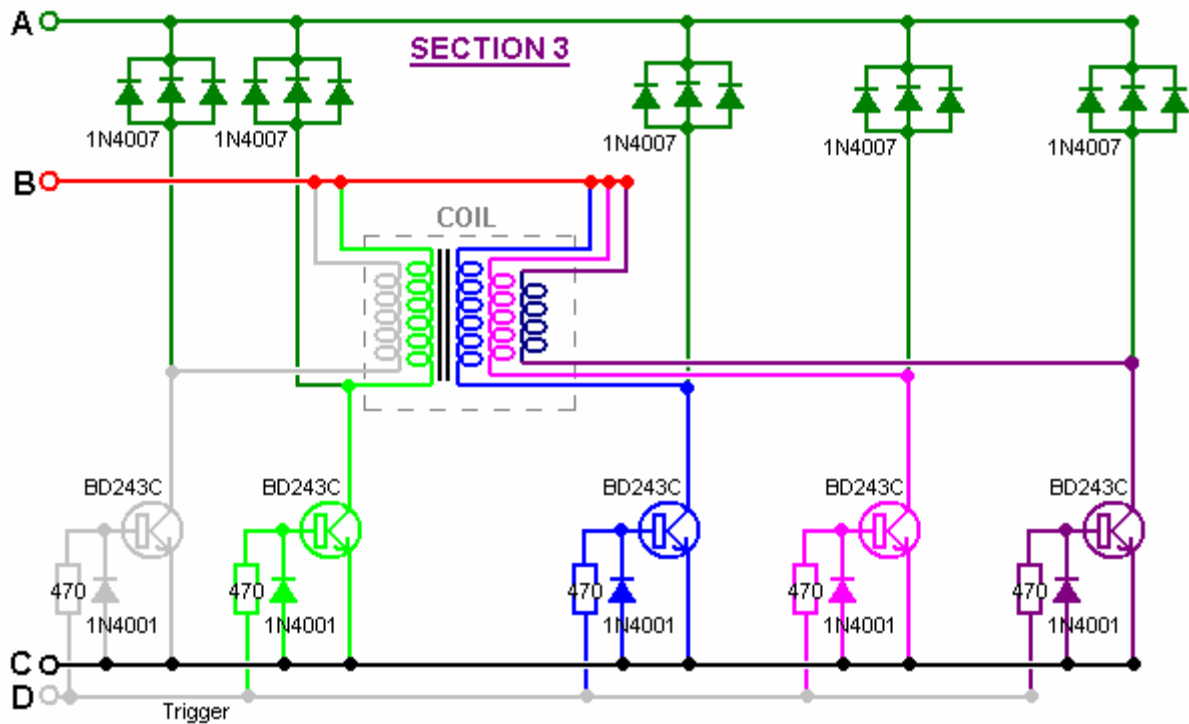 A
SECTION 3
1N4007
1N4007
1N4007
1N4007
1N4007
B
COIL
BD243C
BD243C
BD243C
BD243C
BD243C
470
470
470
470
470
1N4001
1N4001
1N4001
1N4001
1N4001
C
D
Trigger